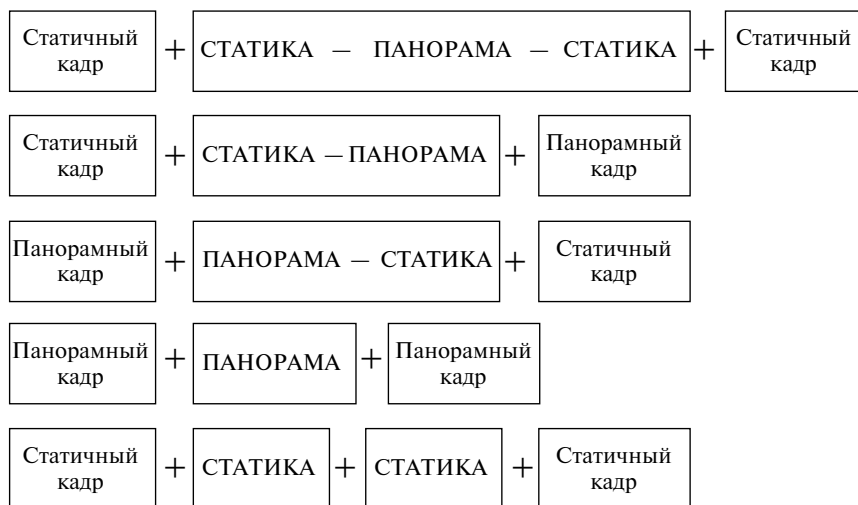 Статичный кадр + СТАТИКА – ПАНОРАМА – СТАТИКА + Статичный кадр
Статичный кадр + СТАТИКА – ПАНОРАМА + Панорамный кадр
Панорамный кадр + ПАНОРАМА – СТАТИКА + Статичный кадр
Панорамный кадр + ПАНОРАМА + Панорамный кадр
Статичный кадр + СТАТИКА + СТАТИКА + Статичный кадр